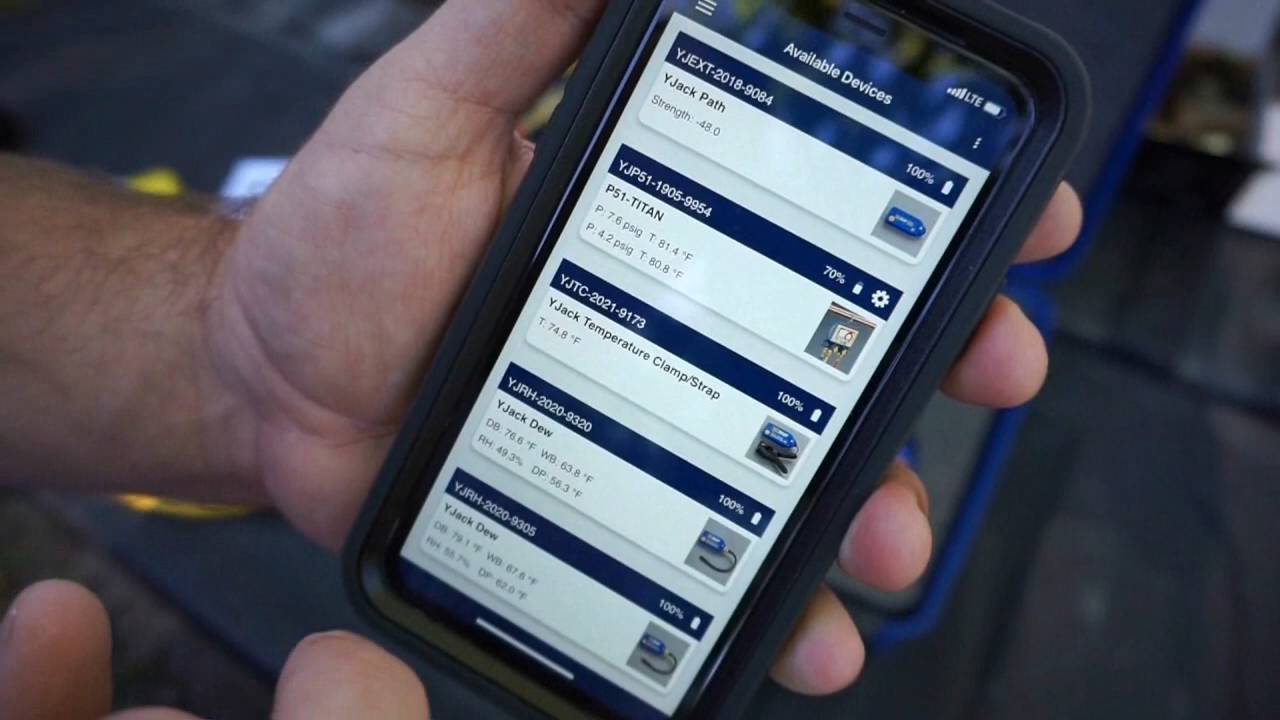 Available Devices
LTE
YJEXT-2018-9084
100%
YJack Path
Strength: -48.0
YJP51-1905-9954
70%
P51-TITAN
P: 7.6 psig T: 81.4 °F
P: 4.2 psig T: 80.8 °F
YJTC-2021-9173
100%
YJack Temperature Clamp/Strap
T: 74.8 °F
YJRH-2020-9320
100%
YJack Dew
DB: 76.6 °F WB: 63.8 °F
RH: 49.3% DP: 56.3 °F
YJRH-2020-9305
100%
YJack Dew
DB: 79.1 °F WB: 67.6 °F
RH: 55.7% DP: 62.0 °F